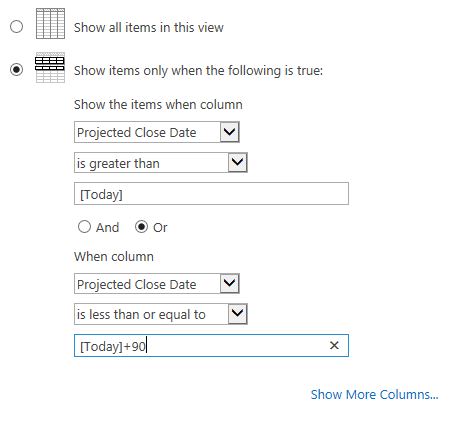 Show all items in this view
Show items only when the following is true:
Show the items when column
Projected Close Date
is greater than
[Today]
And Or
When column
Projected Close Date
is less than or equal to
[Today]+90
Show More Columns...